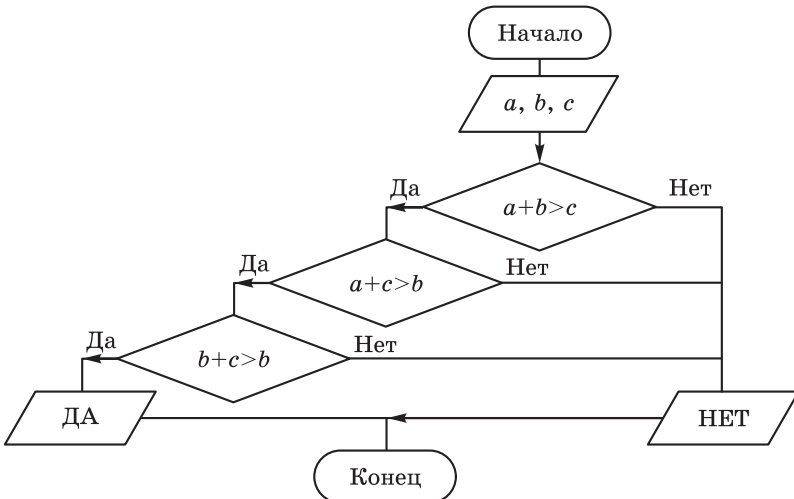 Начало
a, b, c
Да
a+b>c
Нет
Да
a+c>b
Нет
Да
b+c>b
Нет
ДА
НЕТ
Конец